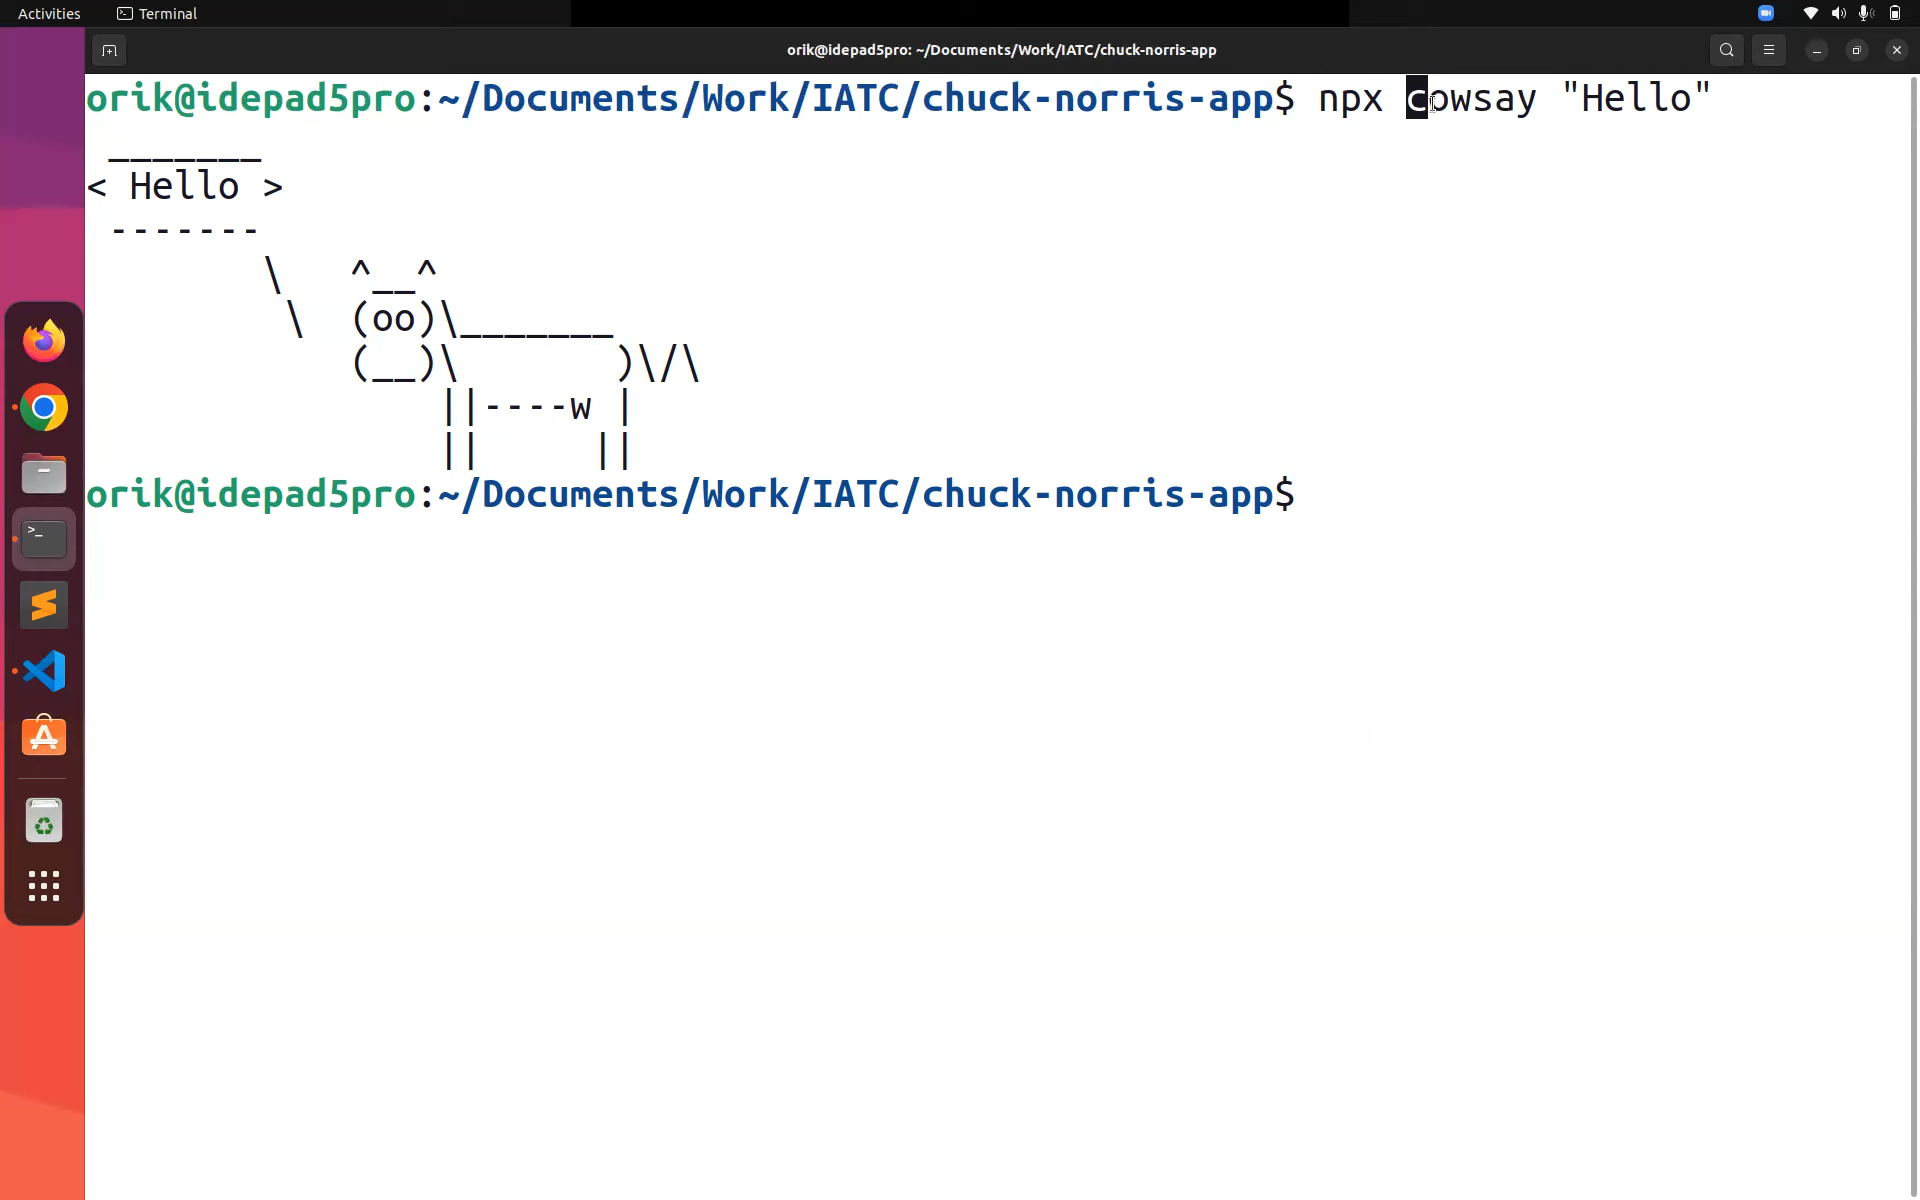 Activities Terminal
orik@idepad5pro: ~/Documents/Work/IATC/chuck-norris-app
orik@idepad5pro:~/Documents/Work/IATC/chuck-norris-app$ npx cowsay "Hello"
 _______
< Hello >
 -------
        \   ^__^
         \  (oo)\_______
            (__)\       )\/\
                ||----w |
                ||     ||
orik@idepad5pro:~/Documents/Work/IATC/chuck-norris-app$